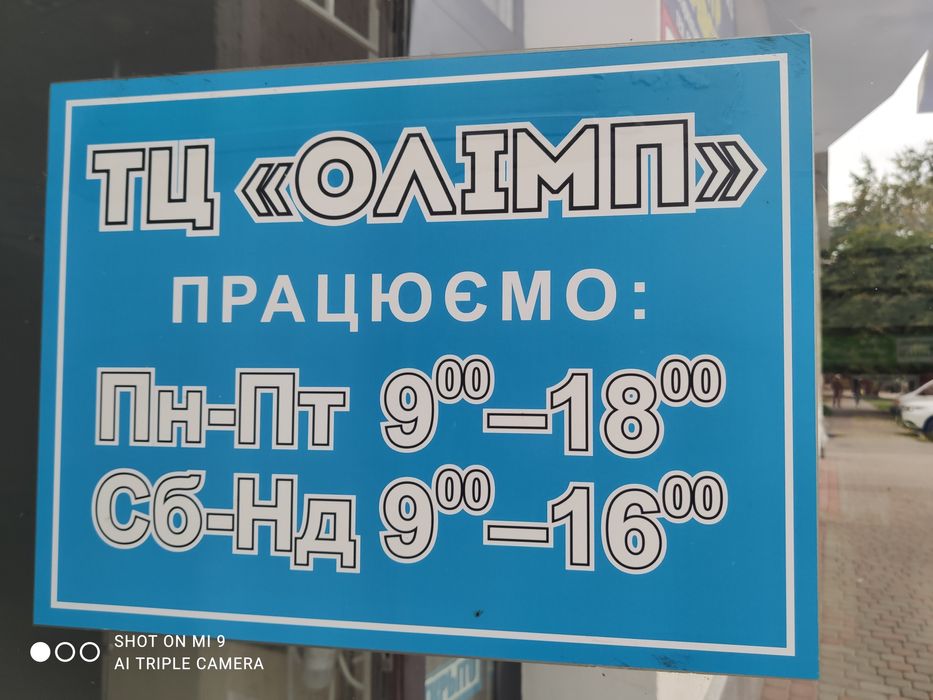 ТЦ «ОЛІМП»
ПРАЦЮЄМО:
Пн-Пт 9⁰⁰–18⁰⁰
Сб-Нд 9⁰⁰–16⁰⁰
SHOT ON MI 9
AI TRIPLE CAMERA